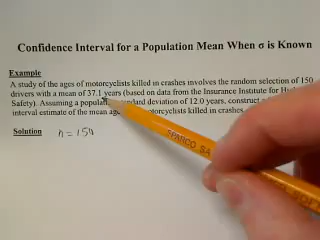 Confidence Interval for a Population Mean When σ is Known
Example
A study of the ages of motorcyclists killed in crashes involves the random selection of 150
drivers with a mean of 37.1 years (based on data from the Insurance Institute for
Safety). Assuming a standard deviation of 12.0 years, construct
interval estimate of the mean motorcyclists killed in crashes.
Solution n = 150
SPARCO